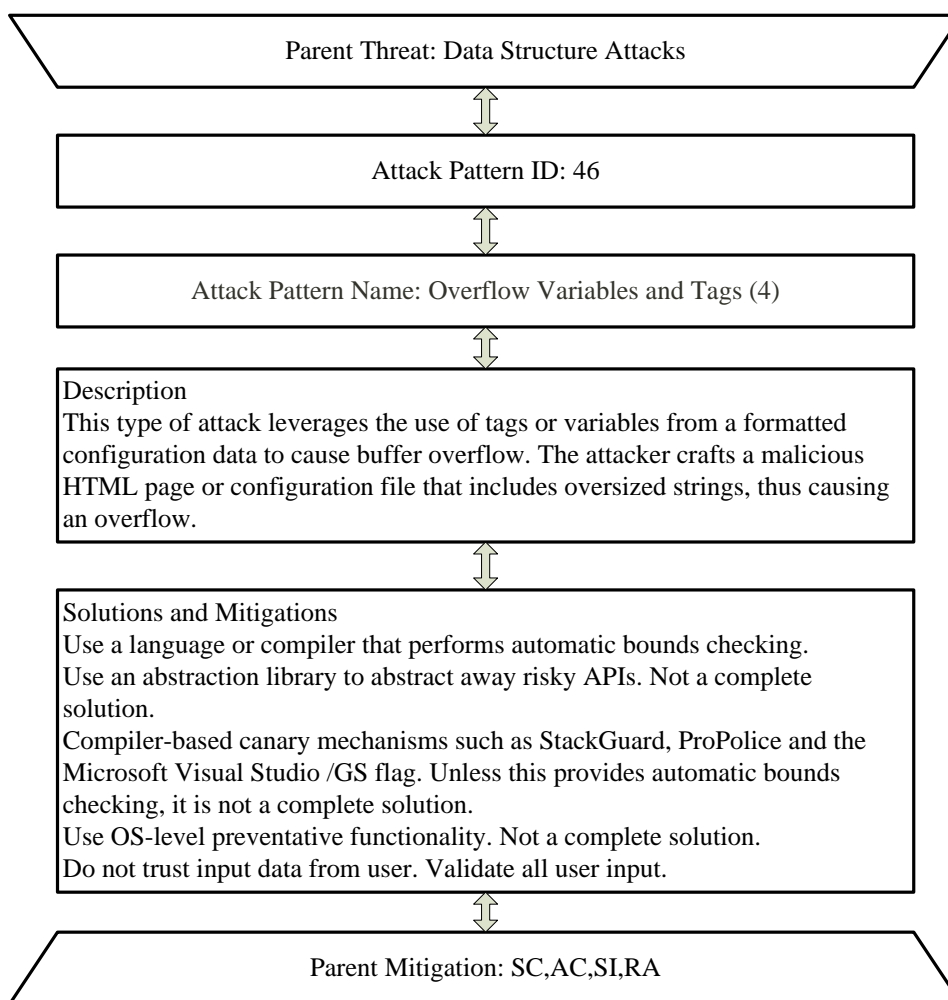 Parent Threat: Data Structure Attacks
Attack Pattern ID: 46
Attack Pattern Name: Overflow Variables and Tags (4)
Description
This type of attack leverages the use of tags or variables from a formatted
configuration data to cause buffer overflow. The attacker crafts a malicious
HTML page or configuration file that includes oversized strings, thus causing
an overflow.
Solutions and Mitigations
Use a language or compiler that performs automatic bounds checking.
Use an abstraction library to abstract away risky APIs. Not a complete
solution.
Compiler-based canary mechanisms such as StackGuard, ProPolice and the
Microsoft Visual Studio /GS flag. Unless this provides automatic bounds
checking, it is not a complete solution.
Use OS-level preventative functionality. Not a complete solution.
Do not trust input data from user. Validate all user input.
Parent Mitigation: SC,AC,SI,RA